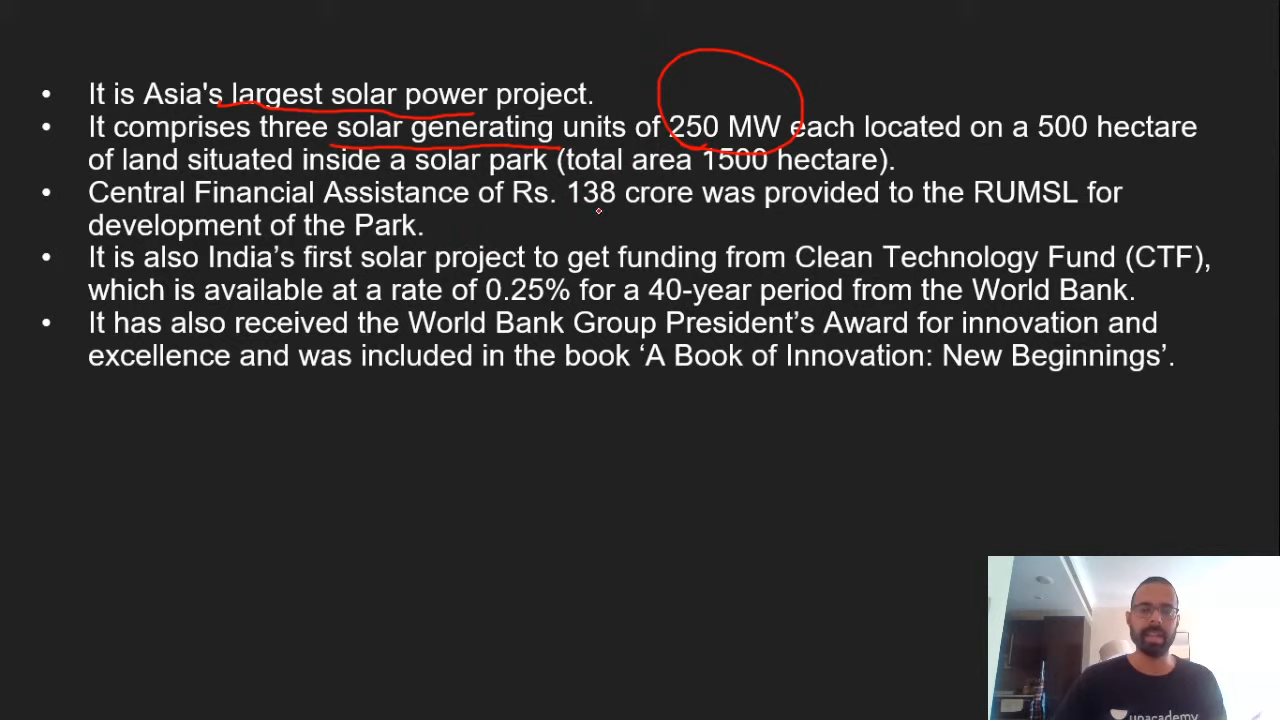 • It is Asia's largest solar power project.
• It comprises three solar generating units of 250 MW each located on a 500 hectare
of land situated inside a solar park (total area 1500 hectare).
• Central Financial Assistance of Rs. 138 crore was provided to the RUMSL for
development of the Park.
• It is also India’s first solar project to get funding from Clean Technology Fund (CTF),
which is available at a rate of 0.25% for a 40-year period from the World Bank.
• It has also received the World Bank Group President’s Award for innovation and
excellence and was included in the book ‘A Book of Innovation: New Beginnings’.
unacademy